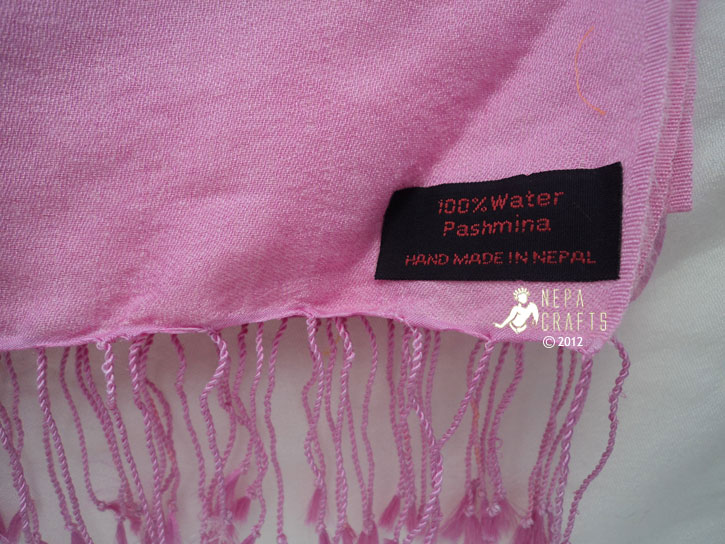 100% Water
Pashmina
HAND MADE IN NEPAL
NEPA
CRAFTS
© 2012